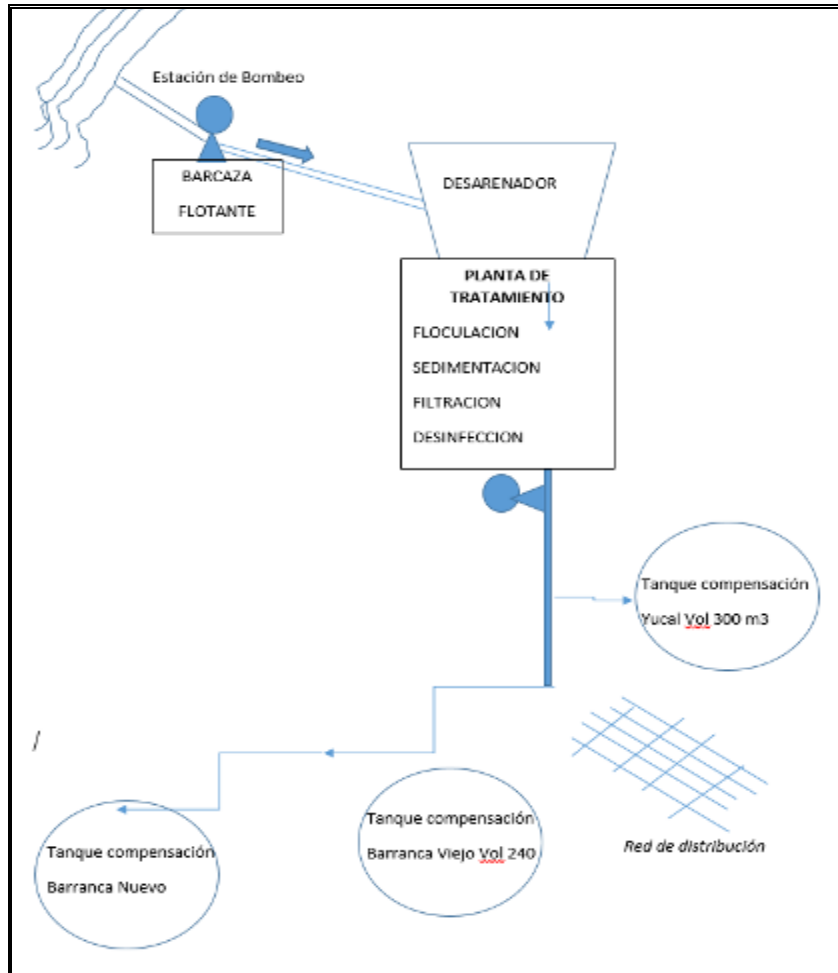 Estación de Bombeo
BARCAZA
FLOTANTE
DESARENADOR
PLANTA DE
TRATAMIENTO
FLOCULACION
SEDIMENTACION
FILTRACION
DESINFECCION
Tanque compensación
Yucal Vol 300 m3
/
Tanque compensación
Barranca Nuevo
Tanque compensación
Barranca Viejo Vol 240
Red de distribución